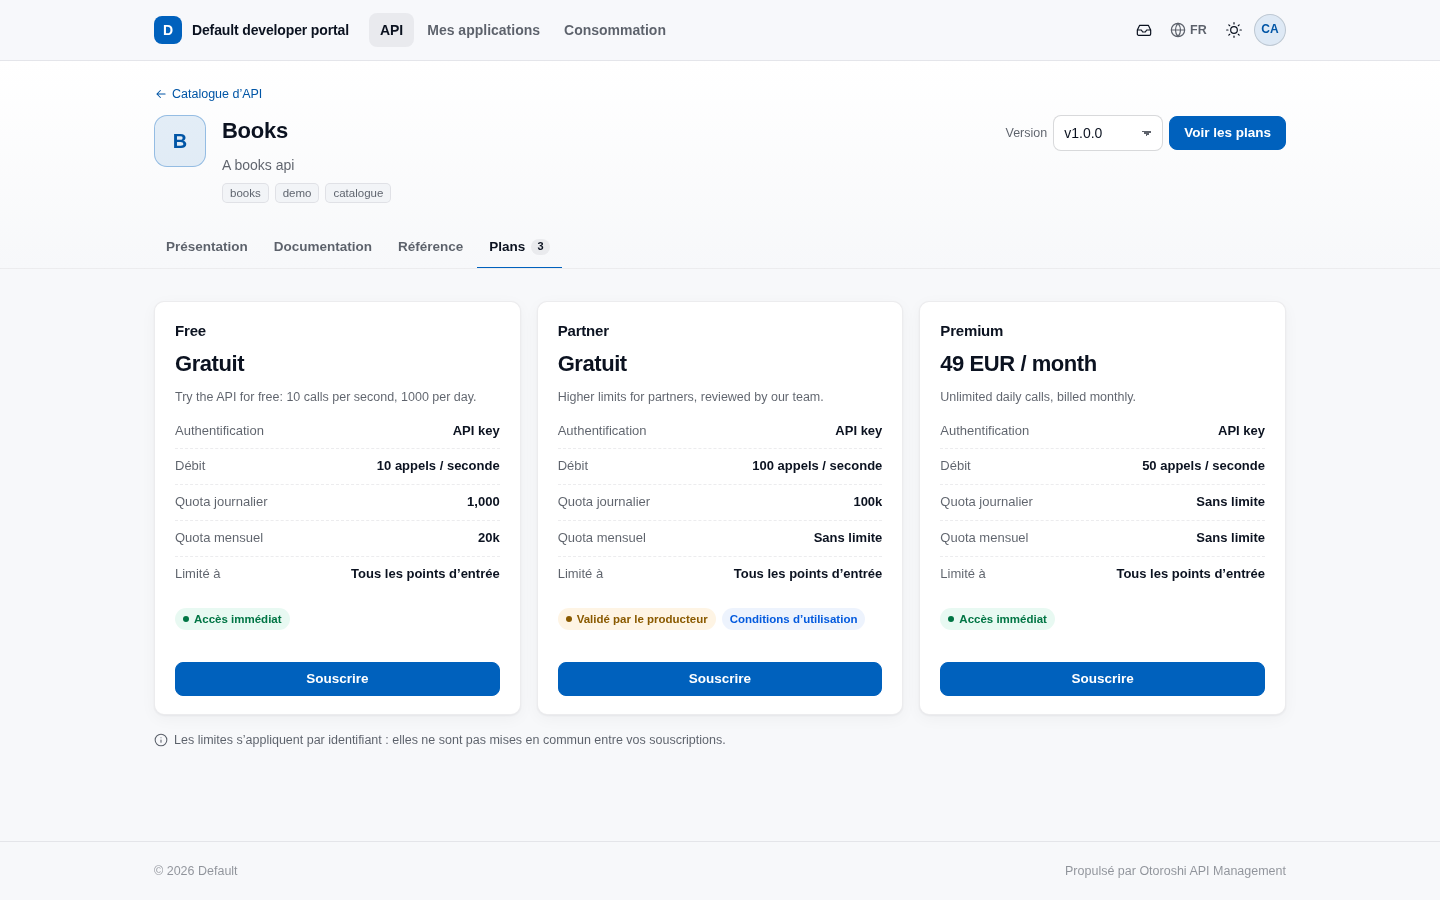 D Default developer portal API Mes applications Consommation FR CA
Catalogue d’API
B Books Version v1.0.0 Voir les plans
A books api
books demo catalogue
Présentation Documentation Référence Plans 3
Free
Gratuit
Try the API for free: 10 calls per second, 1000 per day.
Authentification API key
Débit 10 appels / seconde
Quota journalier 1,000
Quota mensuel 20k
Limité à Tous les points d’entrée
Accès immédiat
Souscrire
Partner
Gratuit
Higher limits for partners, reviewed by our team.
Authentification API key
Débit 100 appels / seconde
Quota journalier 100k
Quota mensuel Sans limite
Limité à Tous les points d’entrée
Validé par le producteur Conditions d’utilisation
Souscrire
Premium
49 EUR / month
Unlimited daily calls, billed monthly.
Authentification API key
Débit 50 appels / seconde
Quota journalier Sans limite
Quota mensuel Sans limite
Limité à Tous les points d’entrée
Accès immédiat
Souscrire
Les limites s’appliquent par identifiant : elles ne sont pas mises en commun entre vos souscriptions.
© 2026 Default Propulsé par Otoroshi API Management